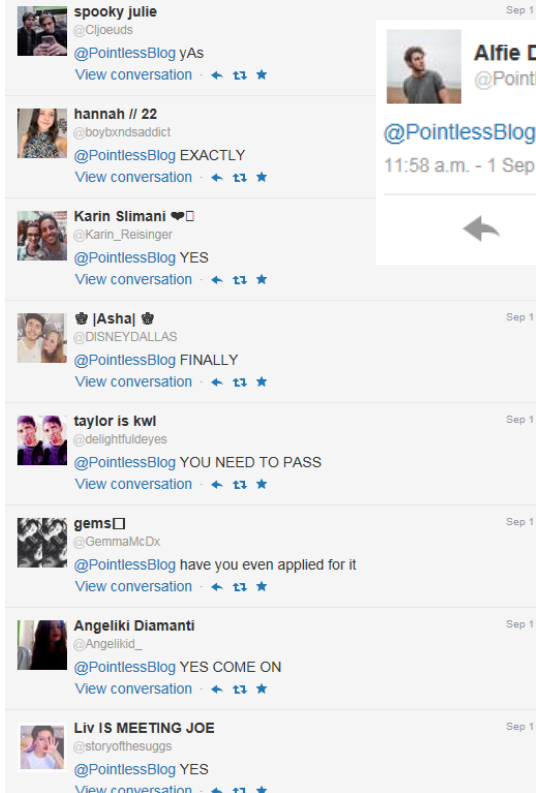 spooky julie
Sep 1
@Cljoeuds
@PointlessBlog yAs
View conversation
Alfie D
@Pointl
@PointlessBlog
11:58 a.m. - 1 Sep
hannah // 22
@boybxndsaddict
@PointlessBlog EXACTLY
View conversation
Karin Slimani ❤
@Karin_Reisinger
@PointlessBlog YES
View conversation
|Asha|
Sep 1
@DISNEYDALLAS
@PointlessBlog FINALLY
View conversation
taylor is kwl
Sep 1
@delightfuldeyes
@PointlessBlog YOU NEED TO PASS
View conversation
gems
Sep 1
@GemmaMcDx
@PointlessBlog have you even applied for it
View conversation
Angeliki Diamanti
Sep 1
@Angelikid_
@PointlessBlog YES COME ON
View conversation
Liv IS MEETING JOE
Sep 1
@storyofthesuggs
@PointlessBlog YES
View conversation